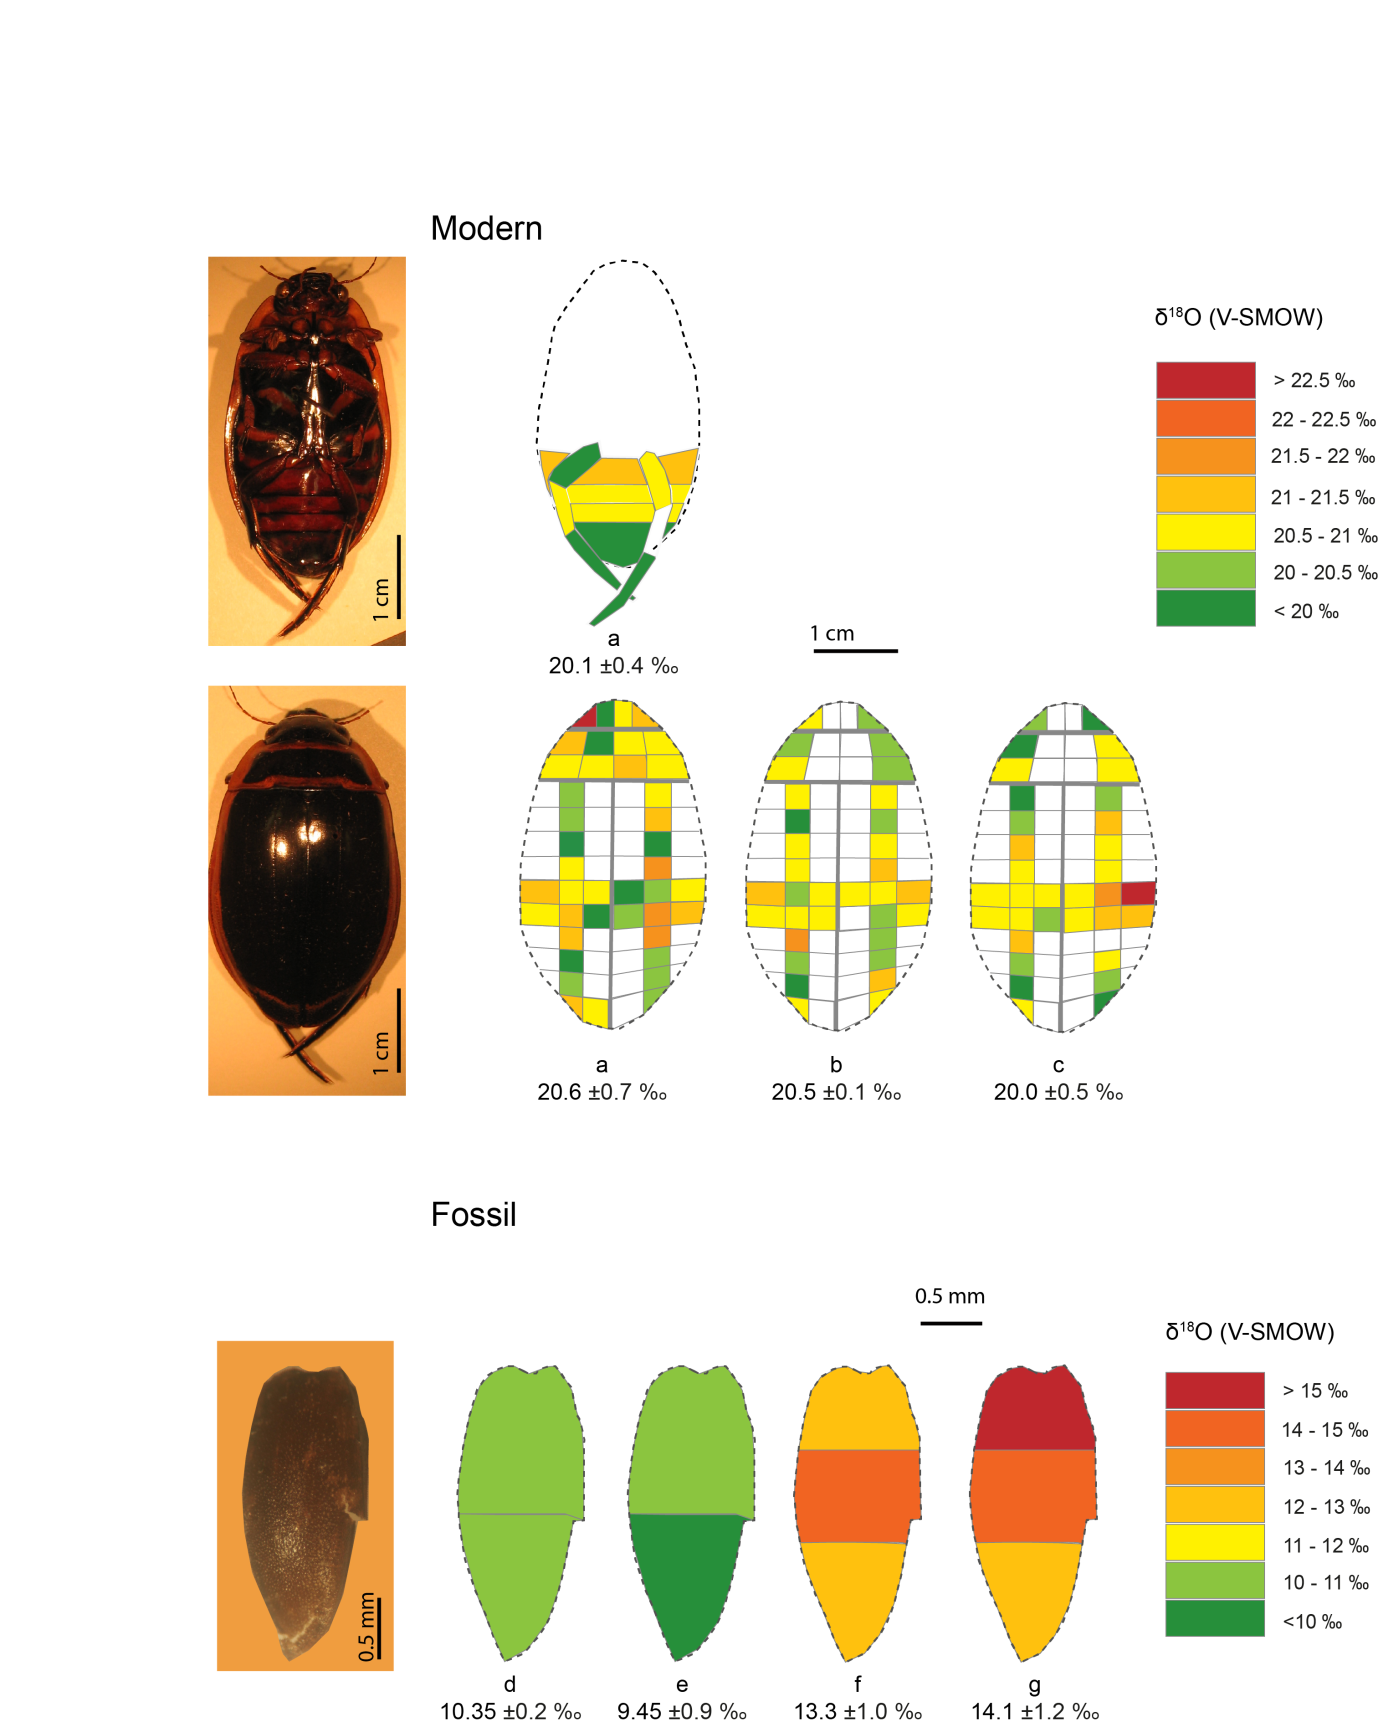 Modern
δ¹⁸O (V-SMOW)
> 22.5 ‰
22 - 22.5 ‰
21.5 - 22 ‰
21 - 21.5 ‰
20.5 - 21 ‰
20 - 20.5 ‰
< 20 ‰
1 cm
a
20.1 ±0.4 ‰
1 cm
1 cm
a
20.6 ±0.7 ‰
b
20.5 ±0.1 ‰
c
20.0 ±0.5 ‰
Fossil
0.5 mm
δ¹⁸O (V-SMOW)
> 15 ‰
14 - 15 ‰
13 - 14 ‰
12 - 13 ‰
11 - 12 ‰
10 - 11 ‰
<10 ‰
0.5 mm
d
10.35 ±0.2 ‰
e
9.45 ±0.9 ‰
f
13.3 ±1.0 ‰
g
14.1 ±1.2 ‰